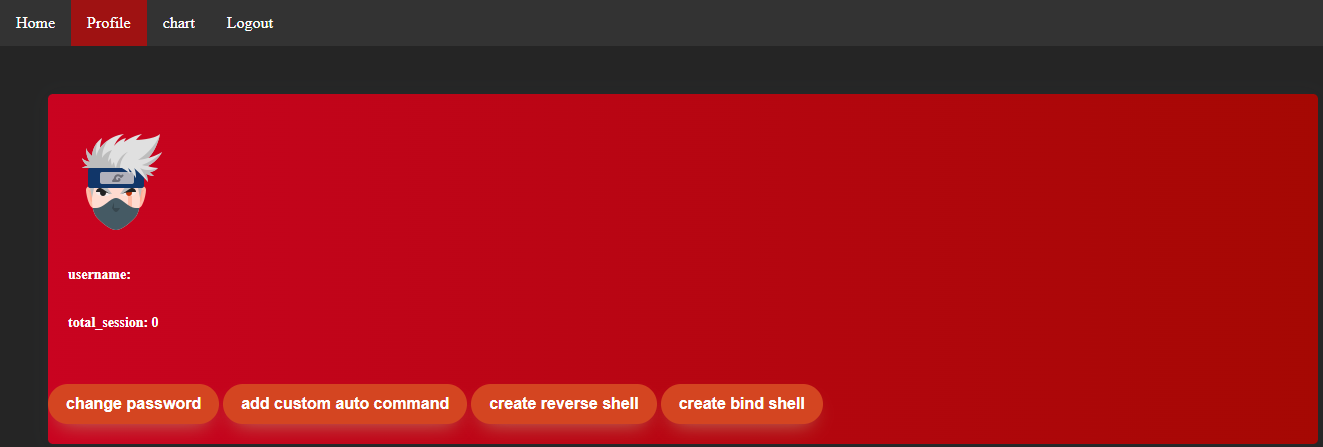 Home Profile chart Logout
username:
total_session: 0
change password add custom auto command create reverse shell create bind shell